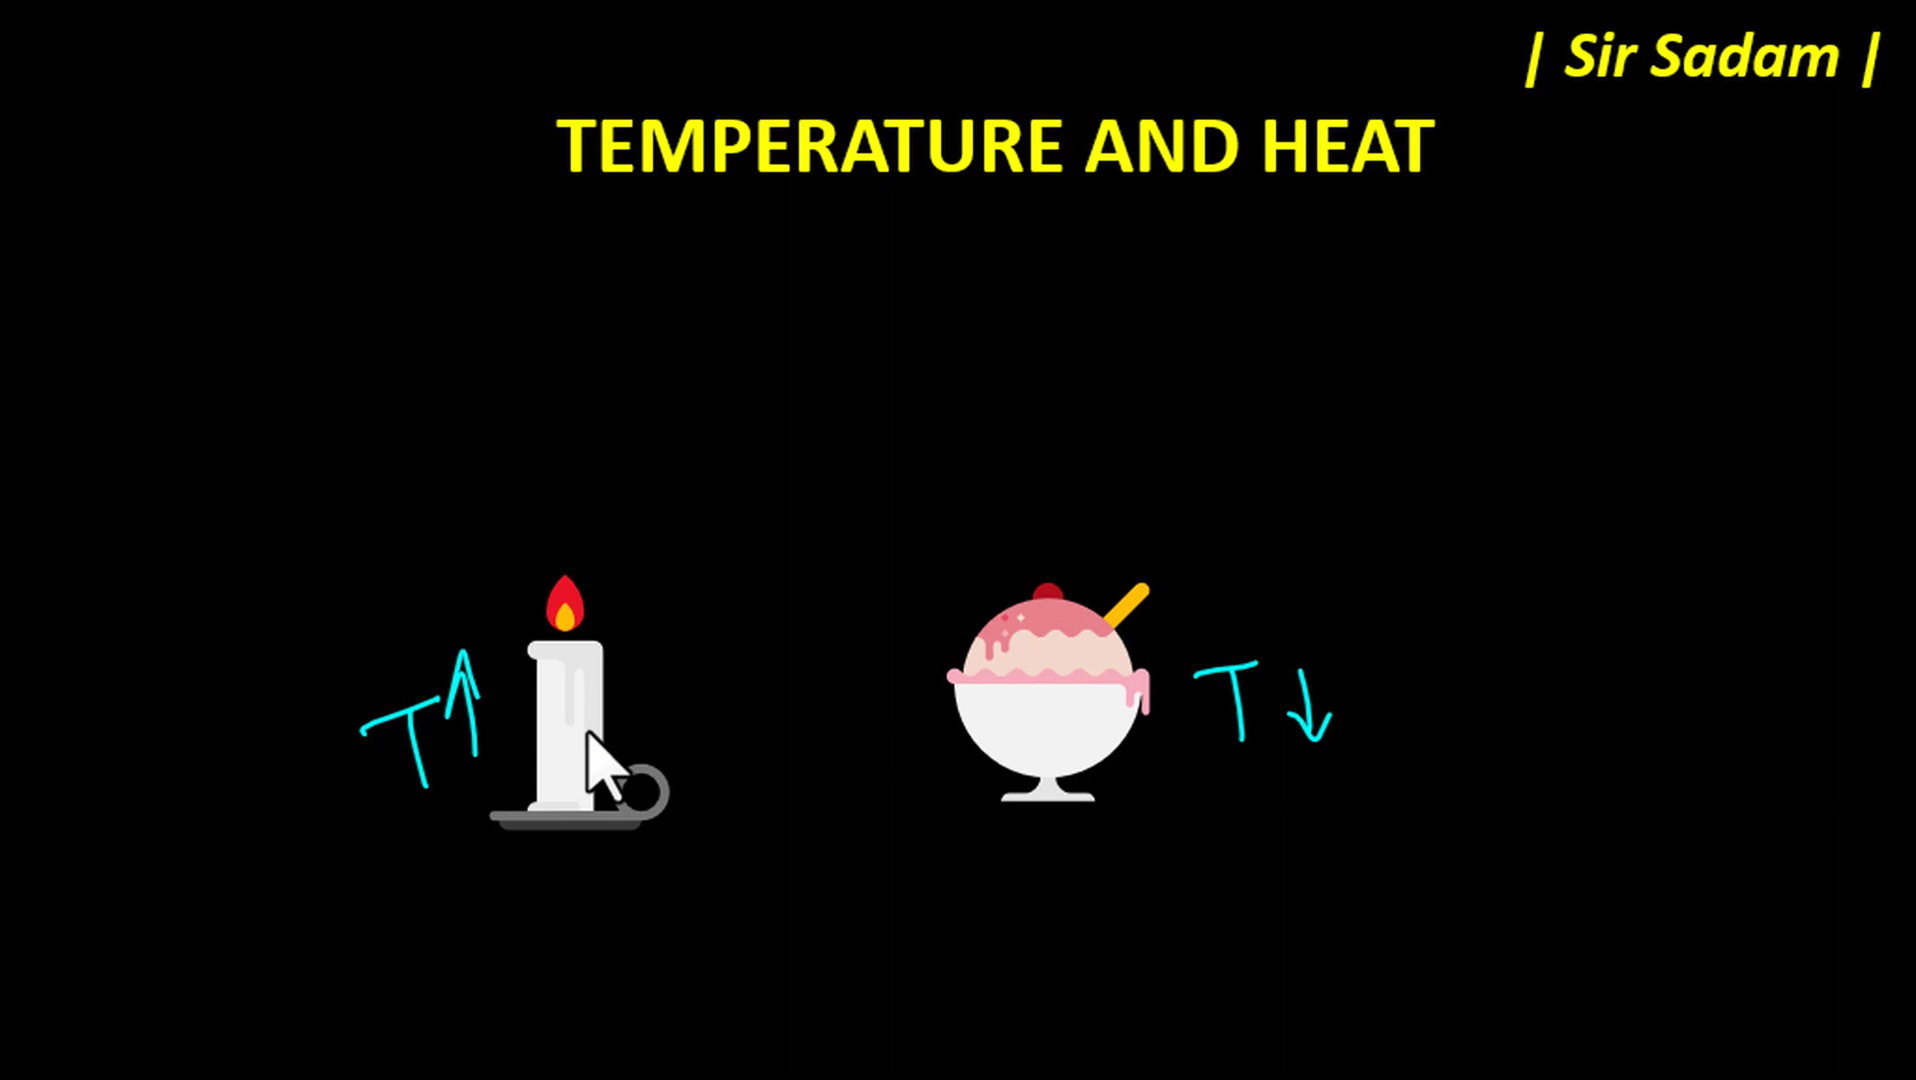 | Sir Sadam |
TEMPERATURE AND HEAT
T↑
T↓